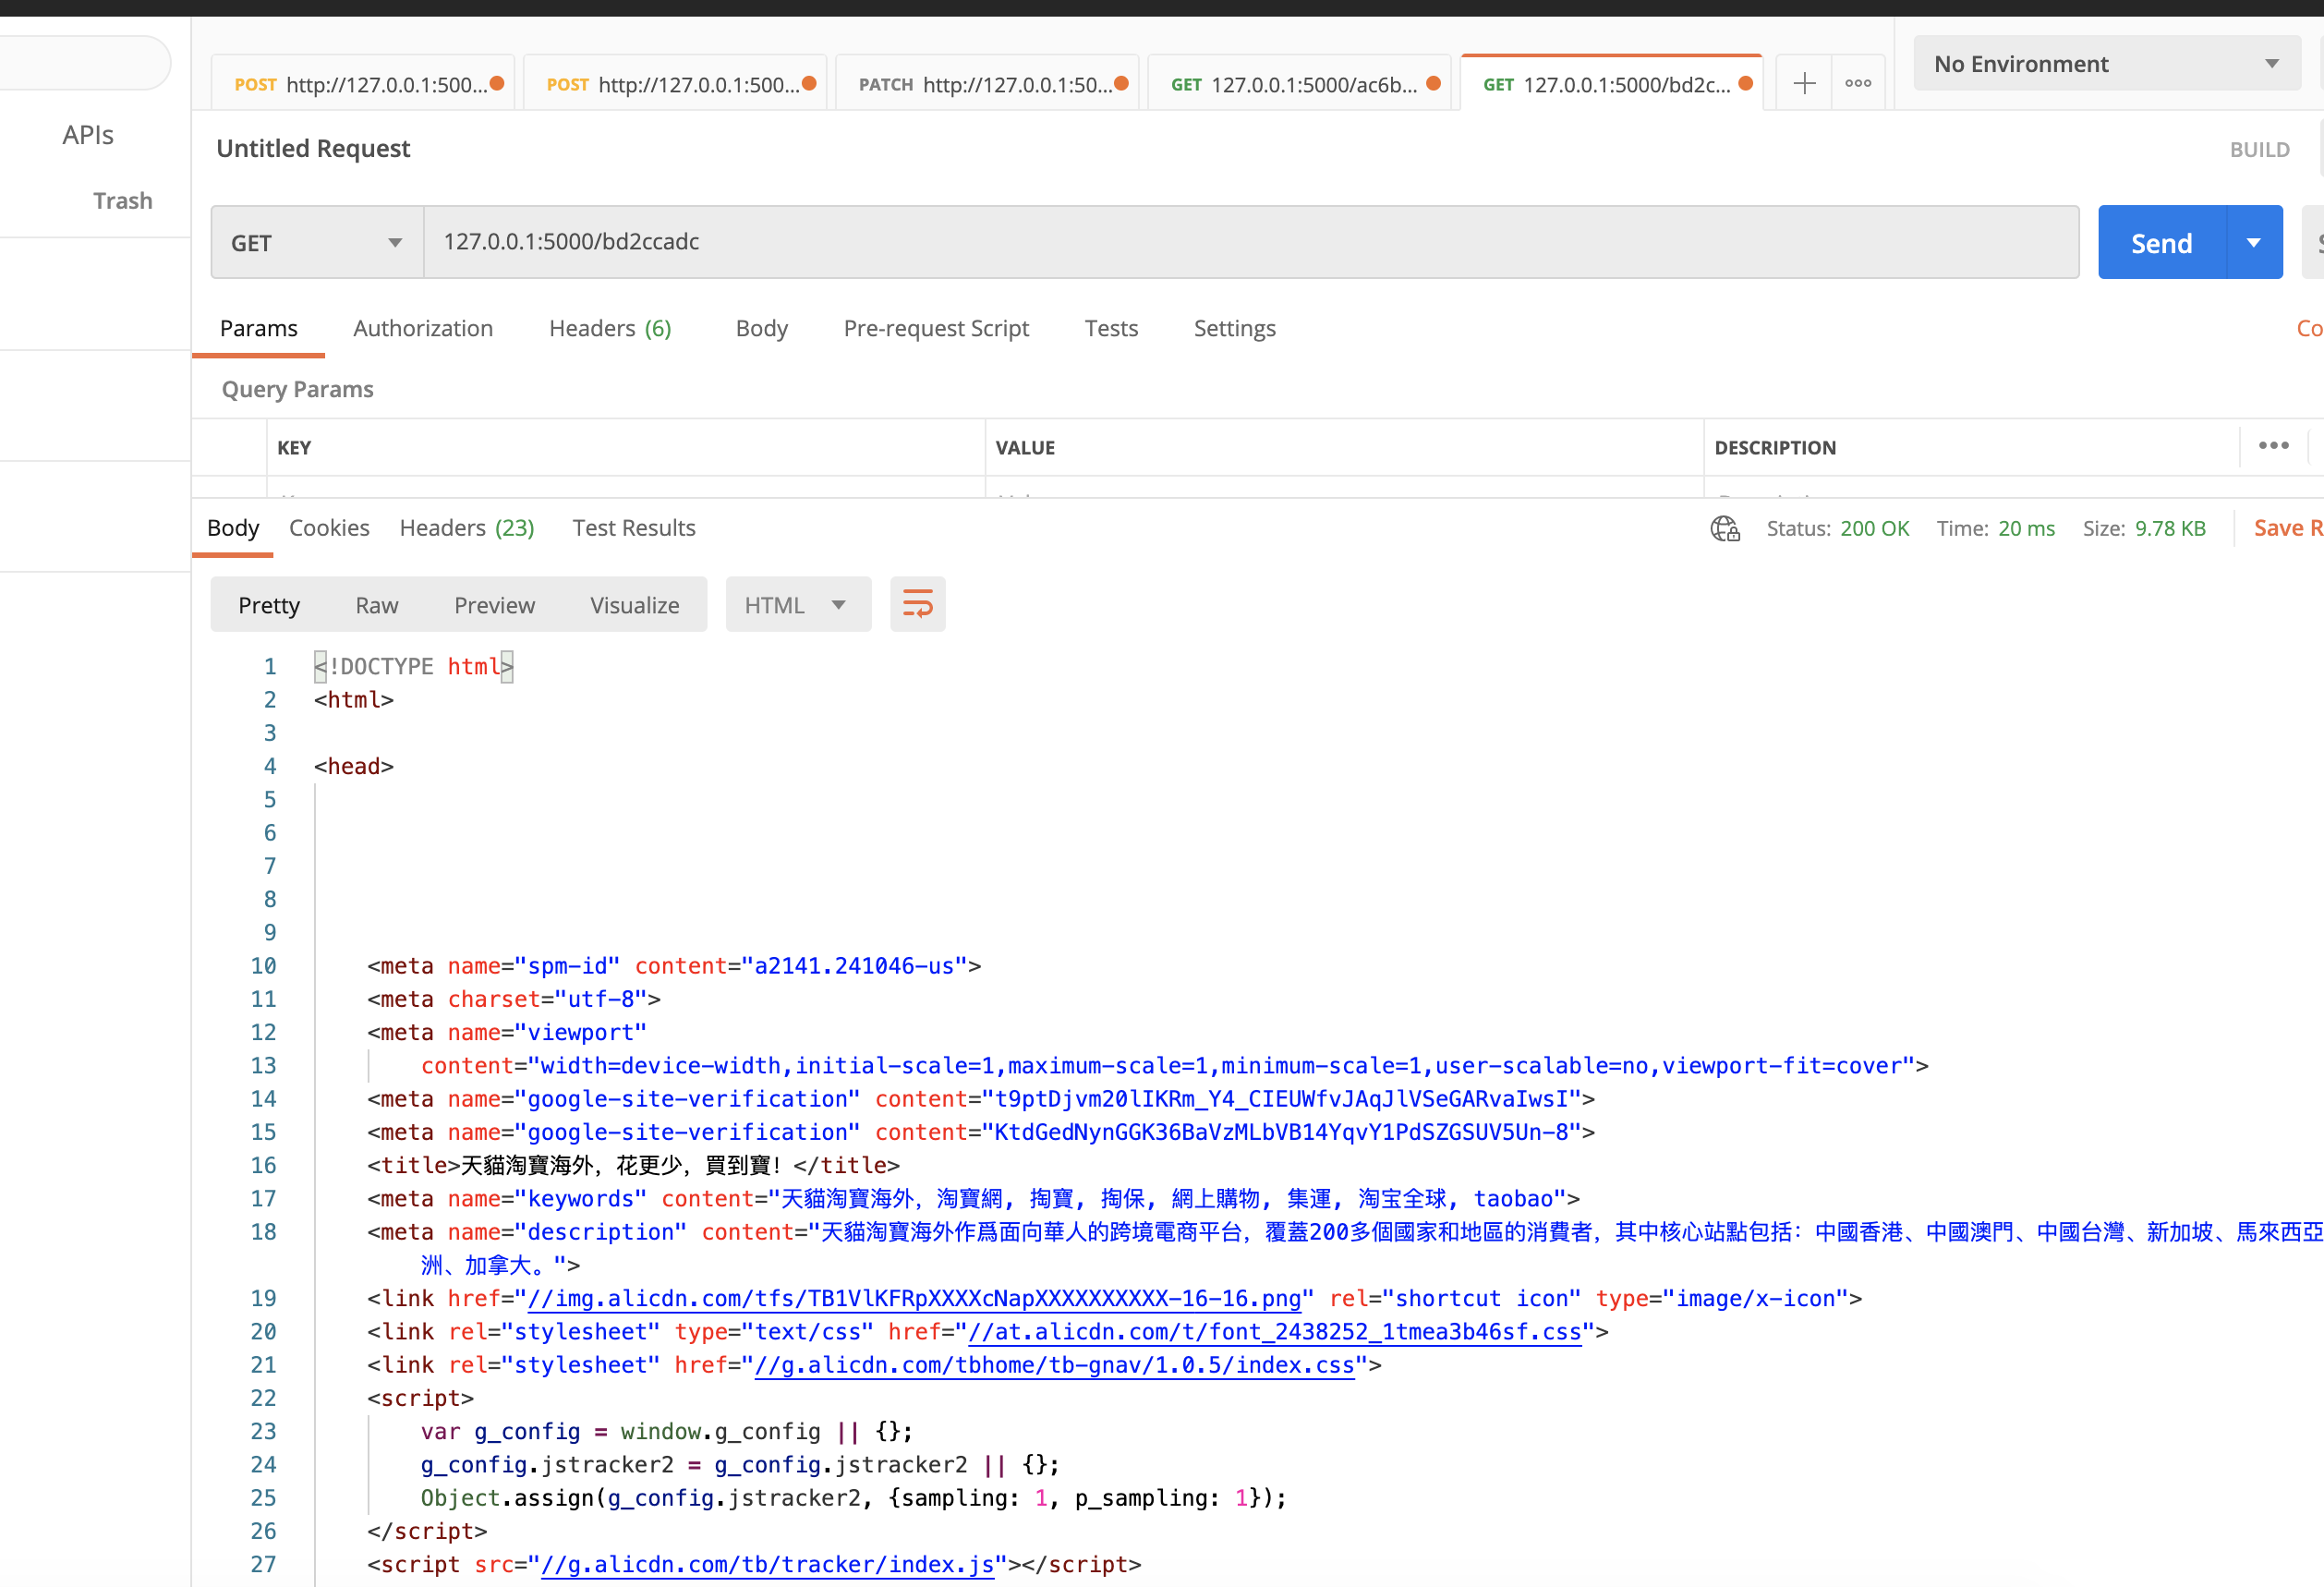 POST http://127.0.0.1:500...
POST http://127.0.0.1:500...
PATCH http://127.0.0.1:50...
GET 127.0.0.1:5000/ac6b...
GET 127.0.0.1:5000/bd2c...
No Environment
APIs
Trash
Untitled Request
BUILD
GET
127.0.0.1:5000/bd2ccadc
Send
Params
Authorization
Headers (6)
Body
Pre-request Script
Tests
Settings
Co
Query Params
KEY
VALUE
DESCRIPTION
Body
Cookies
Headers (23)
Test Results
Status: 200 OK
Time: 20 ms
Size: 9.78 KB
Save R
Pretty
Raw
Preview
Visualize
HTML
1 <!DOCTYPE html>
2 <html>
3
4 <head>
5
6
7
8
9
10 <meta name="spm-id" content="a2141.241046-us">
11 <meta charset="utf-8">
12 <meta name="viewport"
13 content="width=device-width,initial-scale=1,maximum-scale=1,minimum-scale=1,user-scalable=no,viewport-fit=cover">
14 <meta name="google-site-verification" content="t9ptDjvm20lIKRm_Y4_CIEUWfvJAqJlVSeGARvaIwsI">
15 <meta name="google-site-verification" content="KtdGedNynGGK36BaVzMLbVB14YqvY1PdSZGSUV5Un-8">
16 <title>天貓淘寶海外，花更少，買到寶！</title>
17 <meta name="keywords" content="天貓淘寶海外，淘寶網, 掏寶, 掏保, 網上購物, 集運, 淘宝全球, taobao">
18 <meta name="description" content="天貓淘寶海外作爲面向華人的跨境電商平台，覆蓋200多個國家和地區的消費者，其中核心站點包括：中國香港、中國澳門、中國台灣、新加坡、馬來西亞
洲、加拿大。">
19 <link href="//img.alicdn.com/tfs/TB1VlKFRpXXXXcNapXXXXXXXXXX-16-16.png" rel="shortcut icon" type="image/x-icon">
20 <link rel="stylesheet" type="text/css" href="//at.alicdn.com/t/font_2438252_1tmea3b46sf.css">
21 <link rel="stylesheet" href="//g.alicdn.com/tbhome/tb-gnav/1.0.5/index.css">
22 <script>
23 var g_config = window.g_config || {};
24 g_config.jstracker2 = g_config.jstracker2 || {};
25 Object.assign(g_config.jstracker2, {sampling: 1, p_sampling: 1});
26 </script>
27 <script src="//g.alicdn.com/tb/tracker/index.js"></script>